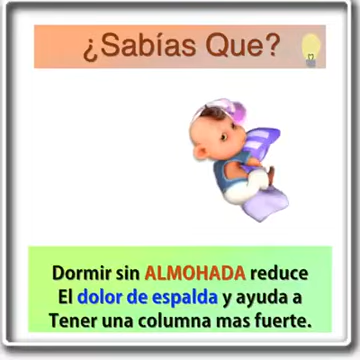 ¿Sabías Que?
Dormir sin ALMOHADA reduce
El dolor de espalda y ayuda a
Tener una columna mas fuerte.